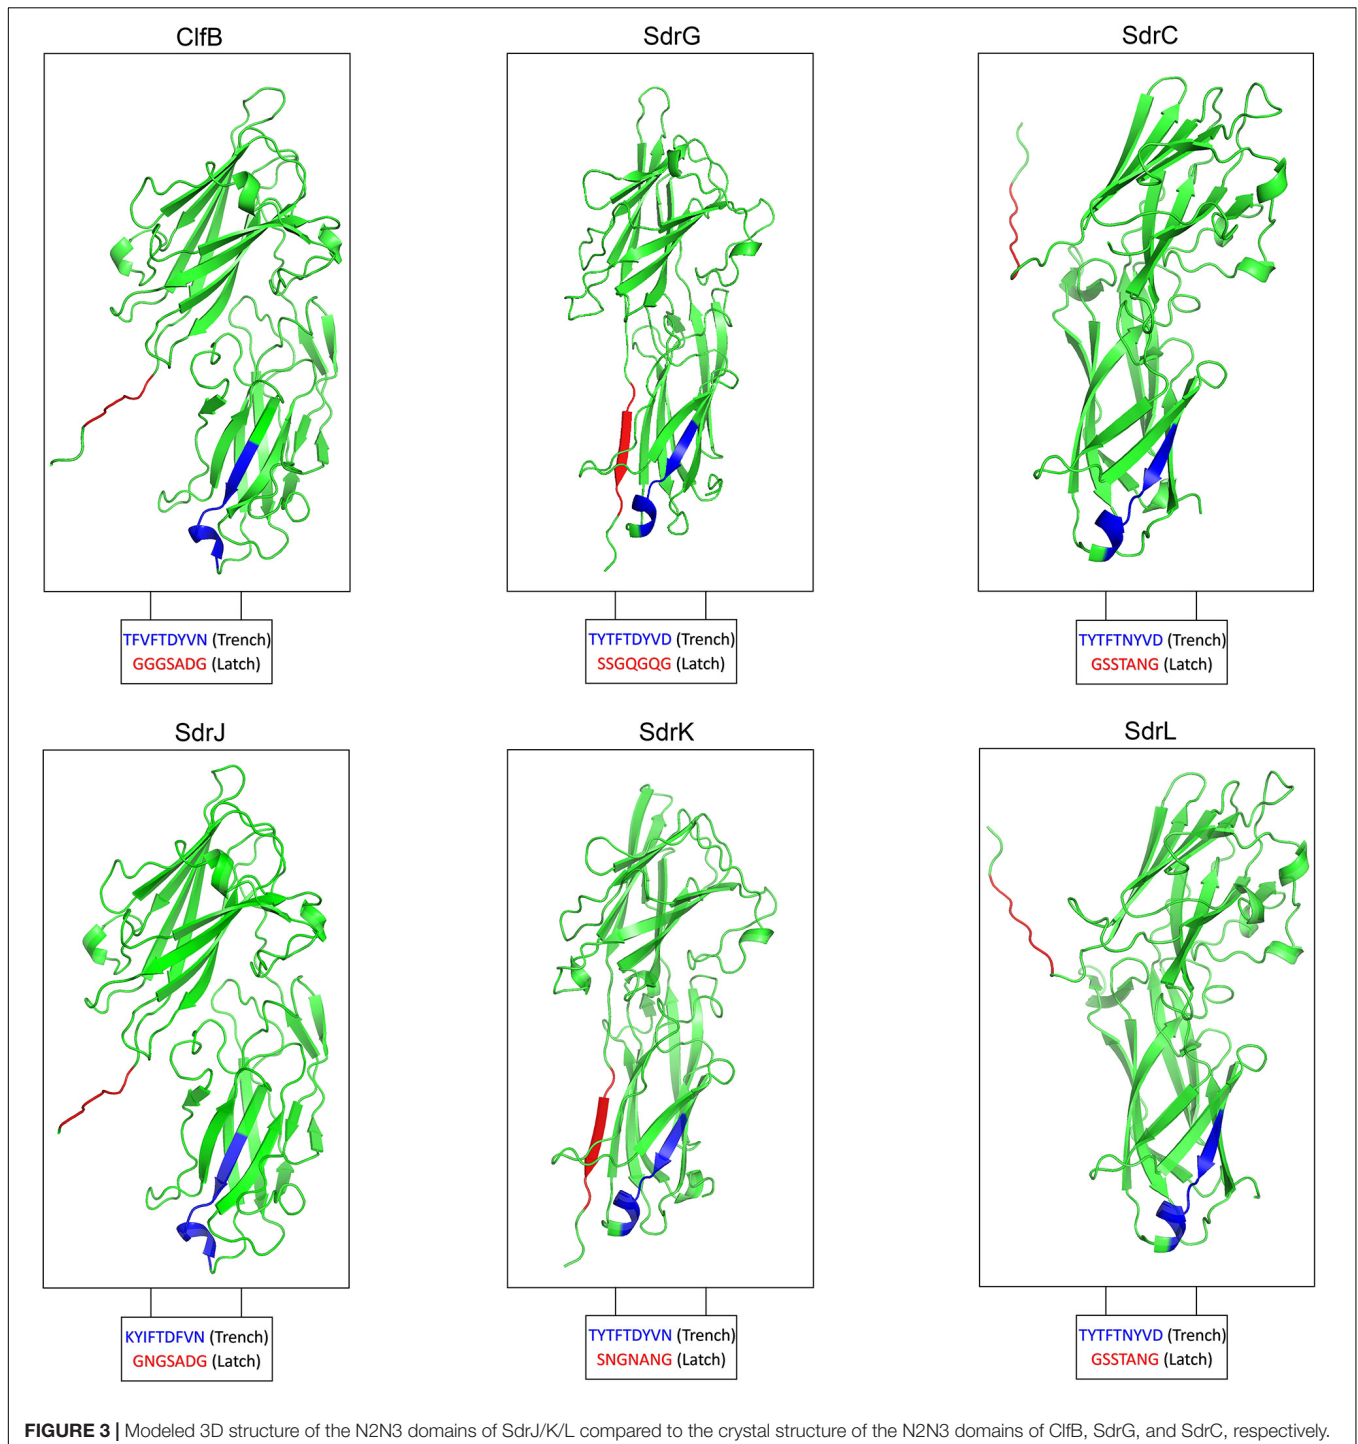 ClfB
SdrG
SdrC
TFVFTDYVN (Trench)
GGGSADG (Latch)
TYTFTDYVD (Trench)
SSGQGQG (Latch)
TYTFTNYVD (Trench)
GSSTANG (Latch)
SdrJ
SdrK
SdrL
KYIFTDFVN (Trench)
GNGSADG (Latch)
TYTFTDYVN (Trench)
SNGNANG (Latch)
TYTFTNYVD (Trench)
GSSTANG (Latch)
FIGURE 3 | Modeled 3D structure of the N2N3 domains of SdrJ/K/L compared to the crystal structure of the N2N3 domains of ClfB, SdrG, and SdrC, respectively.